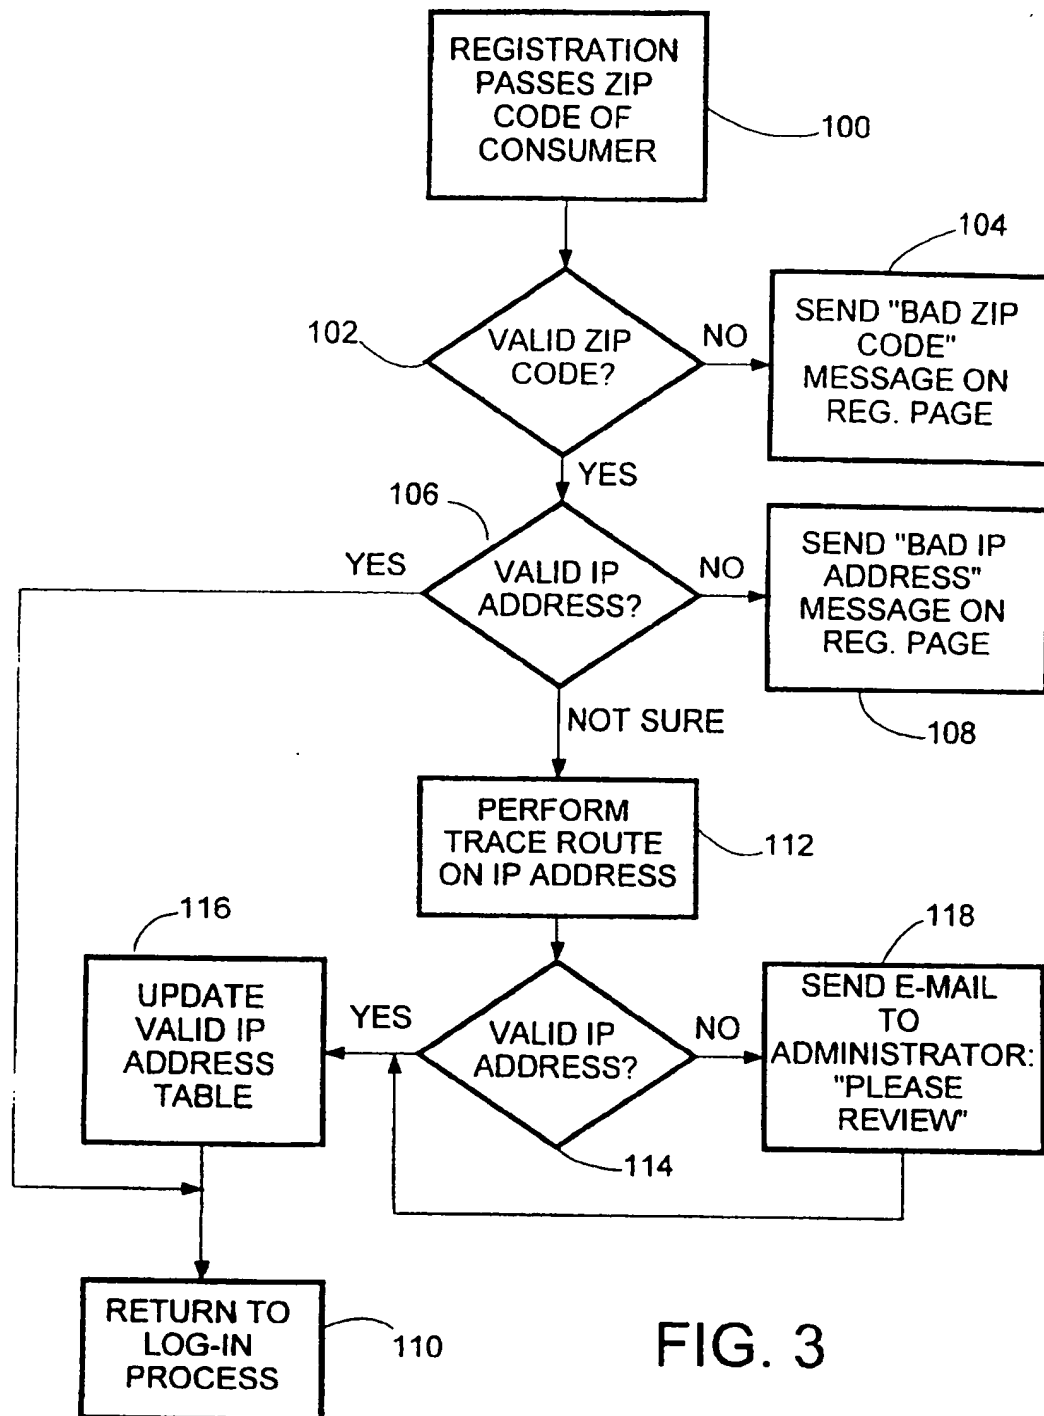 REGISTRATION
PASSES ZIP
CODE OF
CONSUMER
100
104
102
VALID ZIP
CODE?
NO
SEND "BAD ZIP
CODE"
MESSAGE ON
REG. PAGE
YES
106
YES
VALID IP
ADDRESS?
NO
SEND "BAD IP
ADDRESS"
MESSAGE ON
REG. PAGE
108
NOT SURE
PERFORM
TRACE ROUTE
ON IP ADDRESS
112
116
118
UPDATE
VALID IP
ADDRESS
TABLE
YES
VALID IP
ADDRESS?
NO
SEND E-MAIL
TO
ADMINISTRATOR:
"PLEASE
REVIEW"
114
RETURN TO
LOG-IN
PROCESS
110
FIG. 3